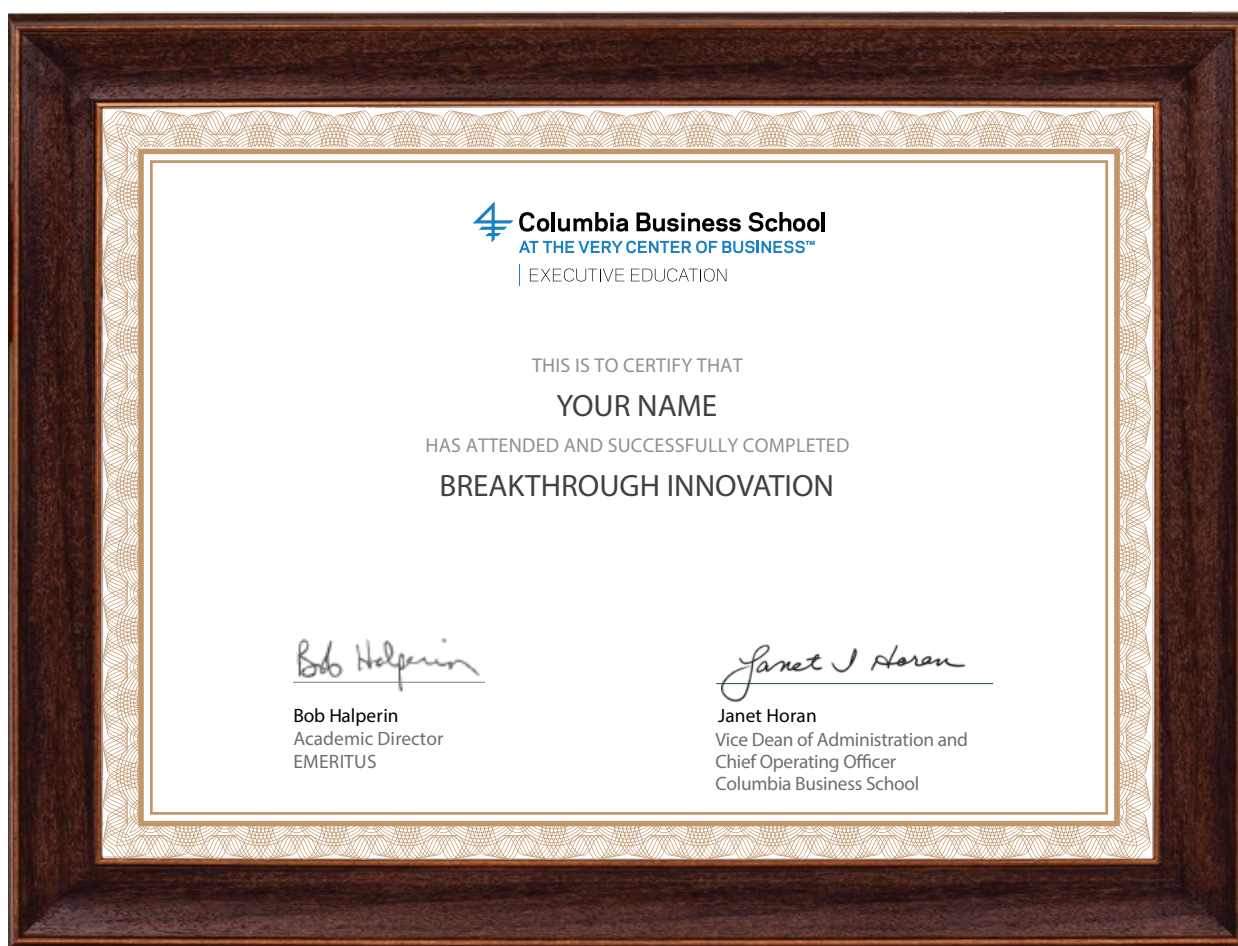 Columbia Business School
AT THE VERY CENTER OF BUSINESS™
EXECUTIVE EDUCATION
THIS IS TO CERTIFY THAT
YOUR NAME
HAS ATTENDED AND SUCCESSFULLY COMPLETED
BREAKTHROUGH INNOVATION
Bob Halperin
Janet J Horan
Bob Halperin
Academic Director
EMERITUS
Janet Horan
Vice Dean of Administration and
Chief Operating Officer
Columbia Business School